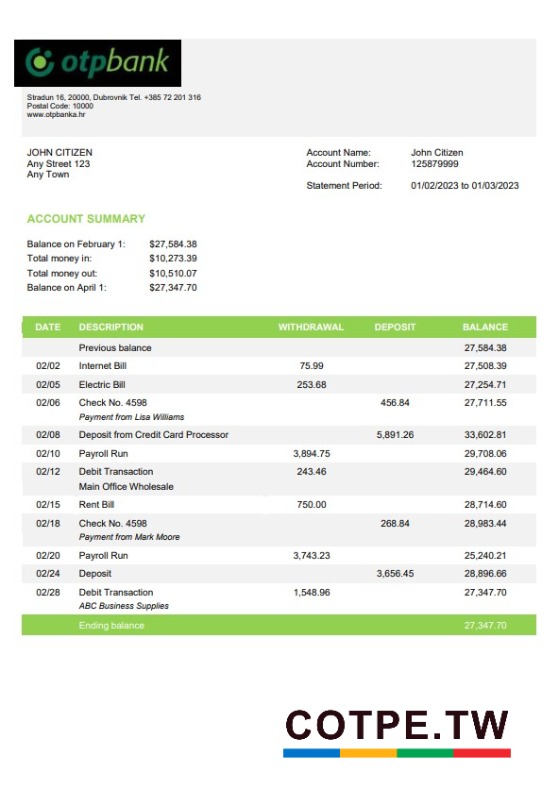 otpbank
Stradun 16, 20000, Dubrovnik Tel. +385 72 201 316
Postal Code: 10000
www.otpbanka.hr
JOHN CITIZEN
Any Street 123
Any Town
Account Name: John Citizen
Account Number: 125879999
Statement Period: 01/02/2023 to 01/03/2023
ACCOUNT SUMMARY
Balance on February 1: $27,584.38
Total money in: $10,273.39
Total money out: $10,510.07
Balance on April 1: $27,347.70
DATE DESCRIPTION WITHDRAWAL DEPOSIT BALANCE
Previous balance 27,584.38
02/02 Internet Bill 75.99 27,508.39
02/05 Electric Bill 253.68 27,254.71
02/06 Check No. 4598 456.84 27,711.55
Payment from Lisa Williams
02/08 Deposit from Credit Card Processor 5,891.26 33,602.81
02/10 Payroll Run 3,894.75 29,708.06
02/12 Debit Transaction 243.46 29,464.60
Main Office Wholesale
02/15 Rent Bill 750.00 28,714.60
02/18 Check No. 4598 268.84 28,983.44
Payment from Mark Moore
02/20 Payroll Run 3,743.23 25,240.21
02/24 Deposit 3,656.45 28,896.66
02/28 Debit Transaction 1,548.96 27,347.70
ABC Business Supplies
Ending balance 27,347.70
COTPE.TW